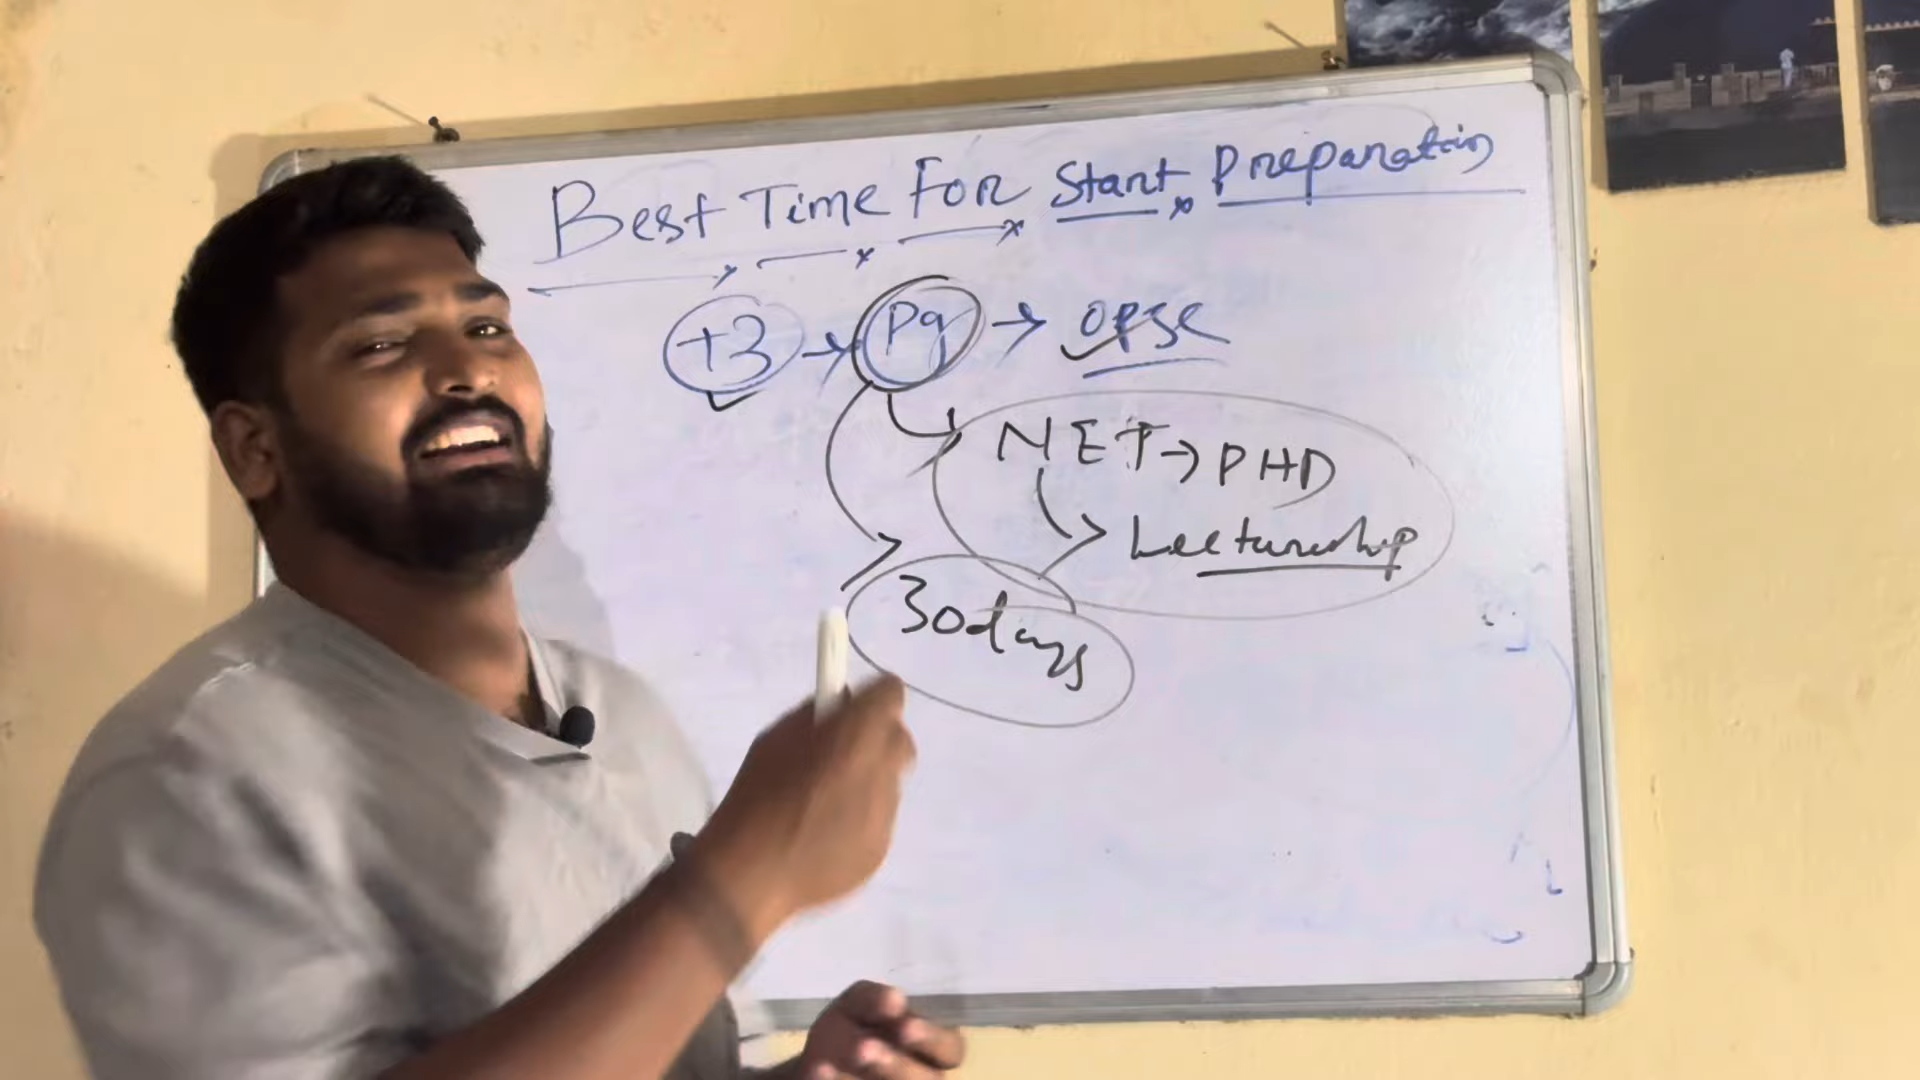 Best Time For Start Preparation
+3 → Pg → OPSC
NET → PHD
Lectureship
30days